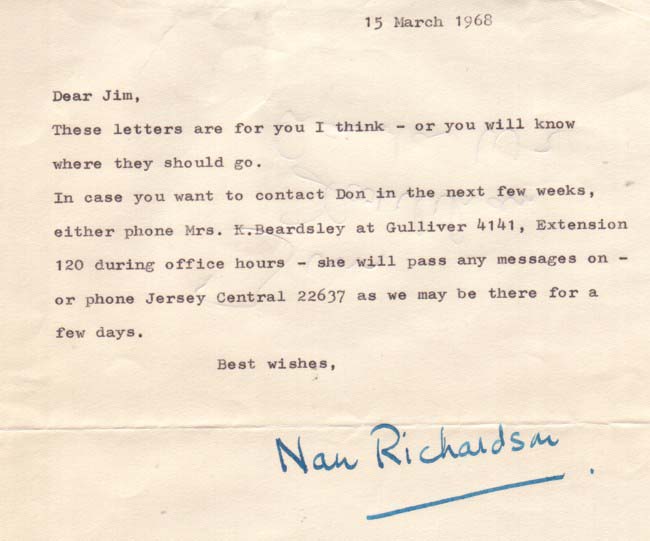 15 March 1968
Dear Jim,
These letters are for you I think - or you will know
where they should go.
In case you want to contact Don in the next few weeks,
either phone Mrs. K.Beardsley at Gulliver 4141, Extension
120 during office hours - she will pass any messages on -
or phone Jersey Central 22637 as we may be there for a
few days.
Best wishes,
Nan Richardson.